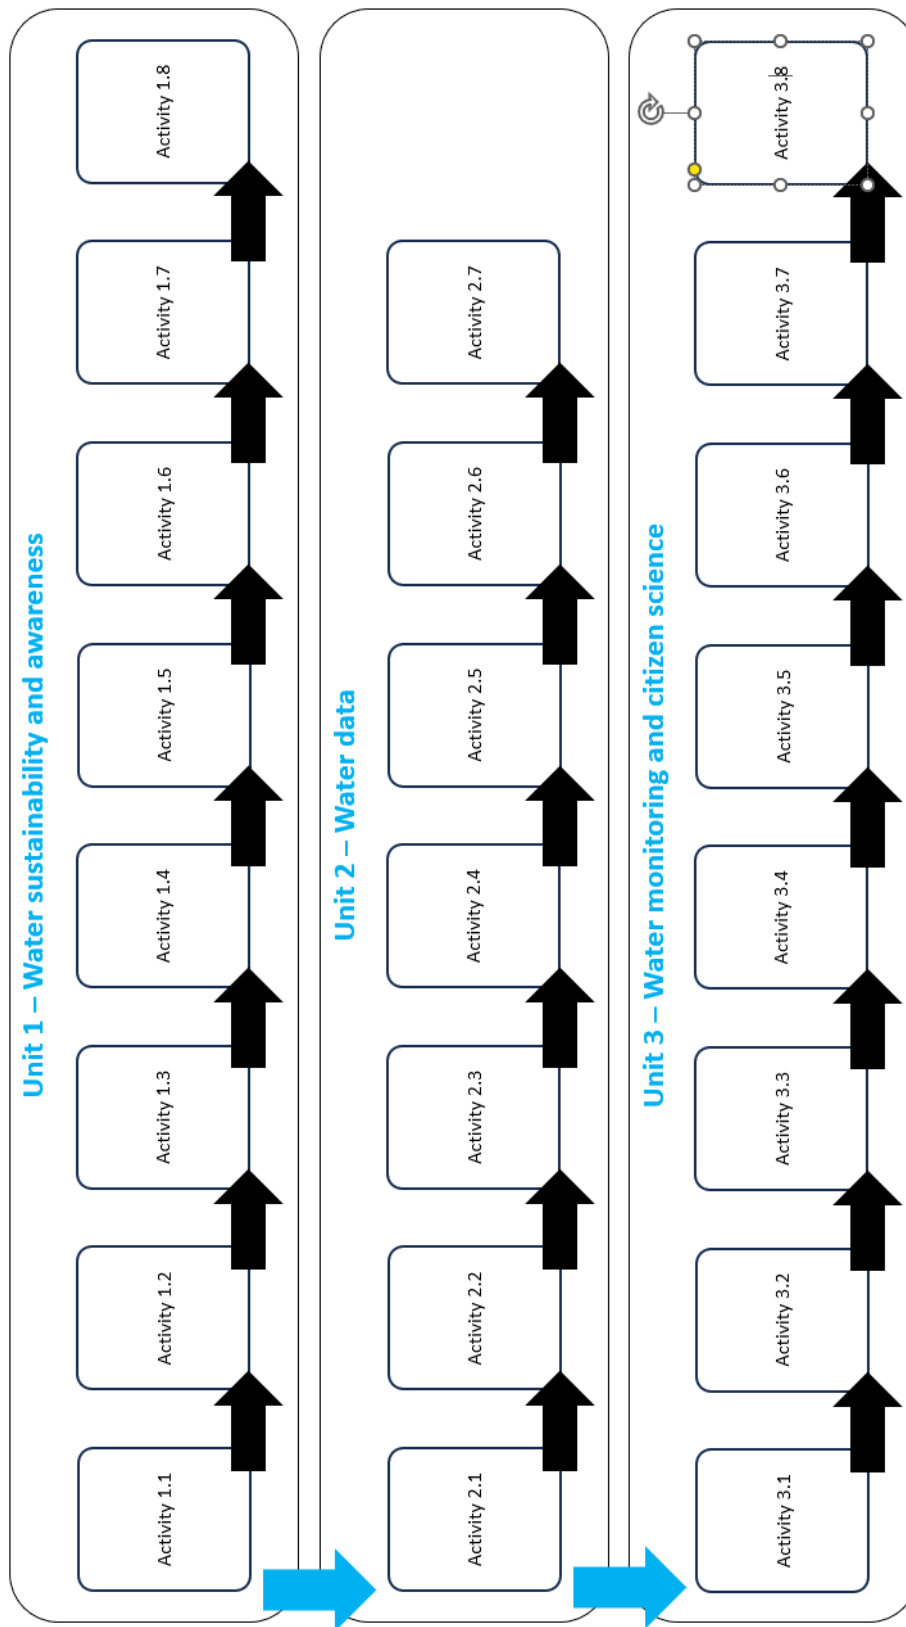 Unit 1 – Water sustainability and awareness
Activity 1.1
Activity 1.2
Activity 1.3
Activity 1.4
Activity 1.5
Activity 1.6
Activity 1.7
Activity 1.8
Unit 2 – Water data
Activity 2.1
Activity 2.2
Activity 2.3
Activity 2.4
Activity 2.5
Activity 2.6
Activity 2.7
Unit 3 – Water monitoring and citizen science
Activity 3.1
Activity 3.2
Activity 3.3
Activity 3.4
Activity 3.5
Activity 3.6
Activity 3.7
Activity 3.8